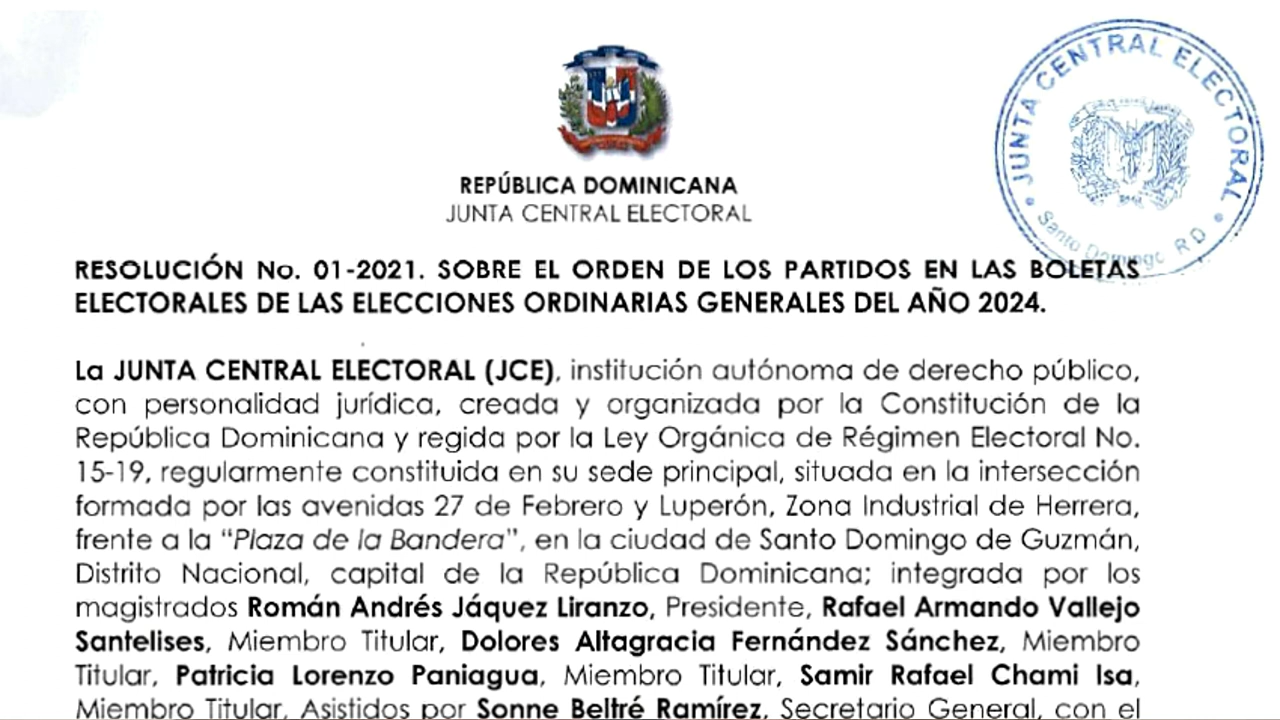 REPÚBLICA DOMINICANA
JUNTA CENTRAL ELECTORAL
JUNTA CENTRAL ELECTORAL
Santo Domingo R D
RESOLUCIÓN No. 01-2021. SOBRE EL ORDEN DE LOS PARTIDOS EN LAS BOLETAS
ELECTORALES DE LAS ELECCIONES ORDINARIAS GENERALES DEL AÑO 2024.
La JUNTA CENTRAL ELECTORAL (JCE), institución autónoma de derecho público,
con personalidad jurídica, creada y organizada por la Constitución de la
República Dominicana y regida por la Ley Orgánica de Régimen Electoral No.
15-19, regularmente constituida en su sede principal, situada en la intersección
formada por las avenidas 27 de Febrero y Luperón, Zona Industrial de Herrera,
frente a la “Plaza de la Bandera”, en la ciudad de Santo Domingo de Guzmán,
Distrito Nacional, capital de la República Dominicana; integrada por los
magistrados Román Andrés Jáquez Liranzo, Presidente, Rafael Armando Vallejo
Santelises, Miembro Titular, Dolores Altagracia Fernández Sánchez, Miembro
Titular, Patricia Lorenzo Paniagua, Miembro Titular, Samir Rafael Chami Isa,
Miembro Titular, Asistidos por Sonne Beltré Ramírez, Secretario General, con el